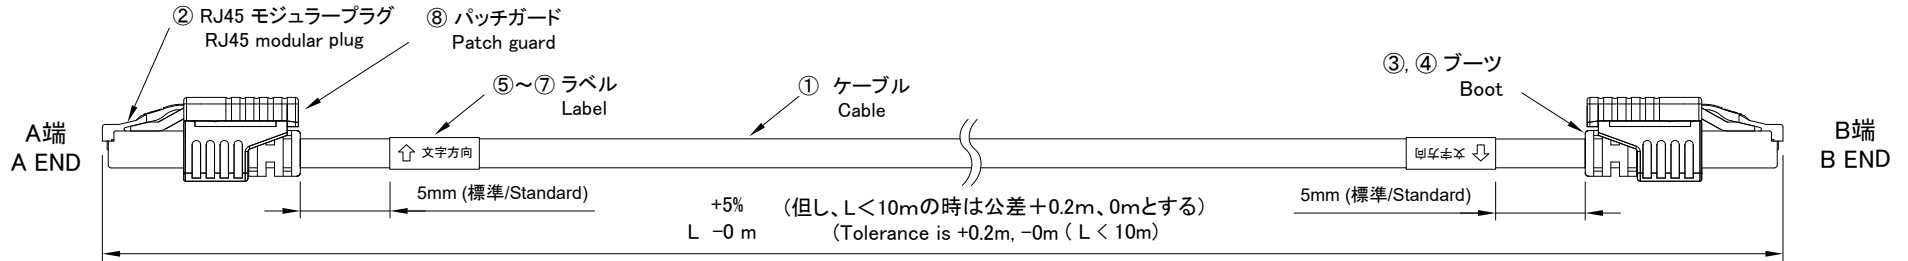 ② RJ45 モジュラープラグ
RJ45 modular plug
⑧ パッチガード
Patch guard
⑤～⑦ ラベル
Label
① ケーブル
Cable
③, ④ ブーツ
Boot
A端
A END
B端
B END
文字方向
文字方向
5mm (標準/Standard)
5mm (標準/Standard)
+5% (但し、L＜10mの時は公差＋0.2m、0mとする)
L −0 m (Tolerance is +0.2m, −0m ( L < 10m)